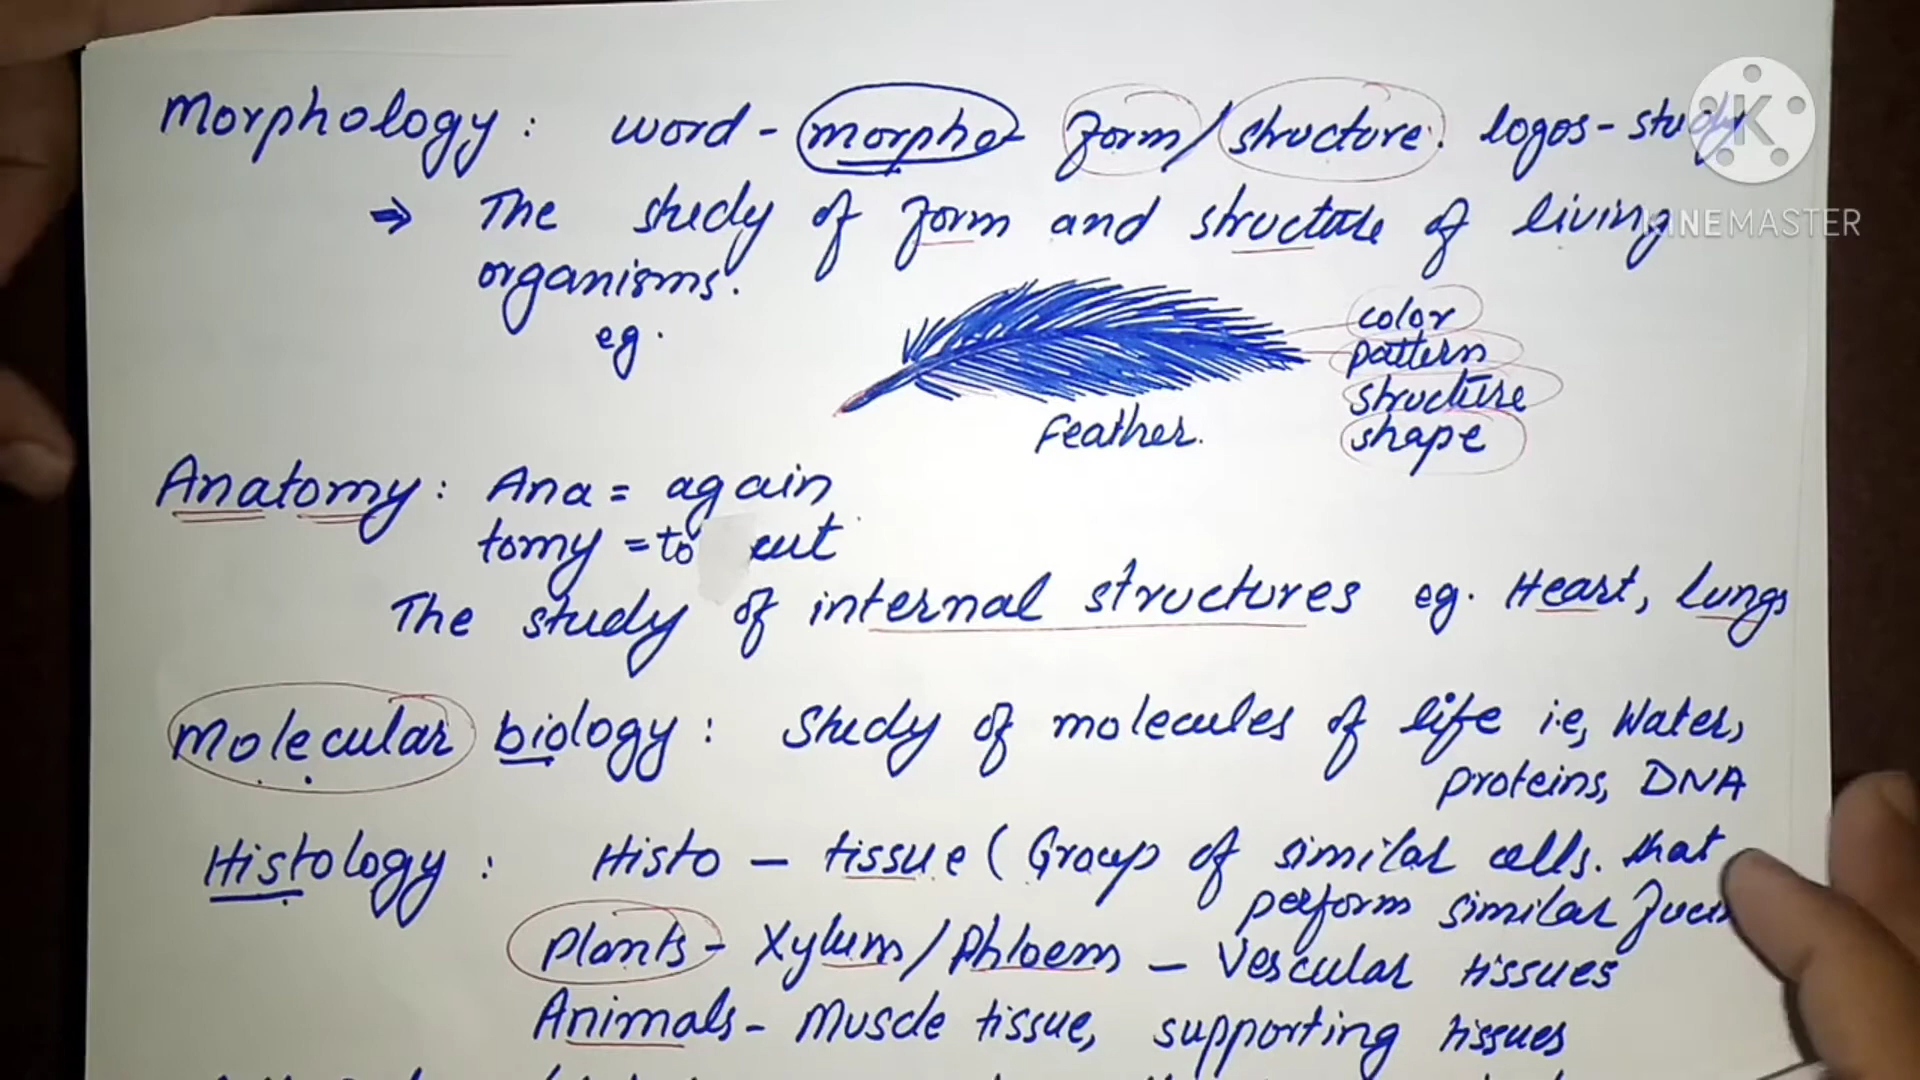 Morphology: word - morpho form/structure. logos - study
K
KINEMASTER
⇒ The study of form and structure of living
organisms.
eg.
color
pattern
structure
shape
Feather.
Anatomy: Ana = again
tomy = to cut
The study of internal structures eg. Heart, lungs
Molecular biology: Study of molecules of life i.e, Water,
proteins, DNA
Histology: Histo - tissue (Group of similar cells. that
perform similar
Plants - Xylum/Phloem - Vescular tissues
Animals - Muscle tissue, supporting tissues